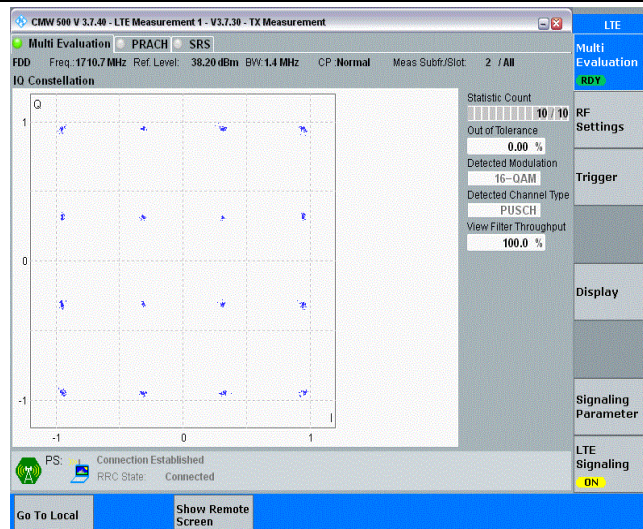 CMW 500 V 3.7.40 - LTE Measurement 1 - V3.7.30 - TX Measurement
LTE
Multi Evaluation PRACH SRS
FDD Freq.: 1710.7 MHz Ref. Level: 38.20 dBm BW: 1.4 MHz CP : Normal Meas Subfr./Slot: 2 / All
IQ Constellation
Q
1
0
-1
-1 0 1
I
Statistic Count
10 / 10
Out of Tolerance
0.00 %
Detected Modulation
16-QAM
Detected Channel Type
PUSCH
View Filter Throughput
100.0 %
Multi
Evaluation
RDY
RF
Settings
Trigger
Display
Signaling
Parameter
LTE
Signaling
ON
PS: Connection Established
RRC State: Connected
Go To Local
Show Remote
Screen